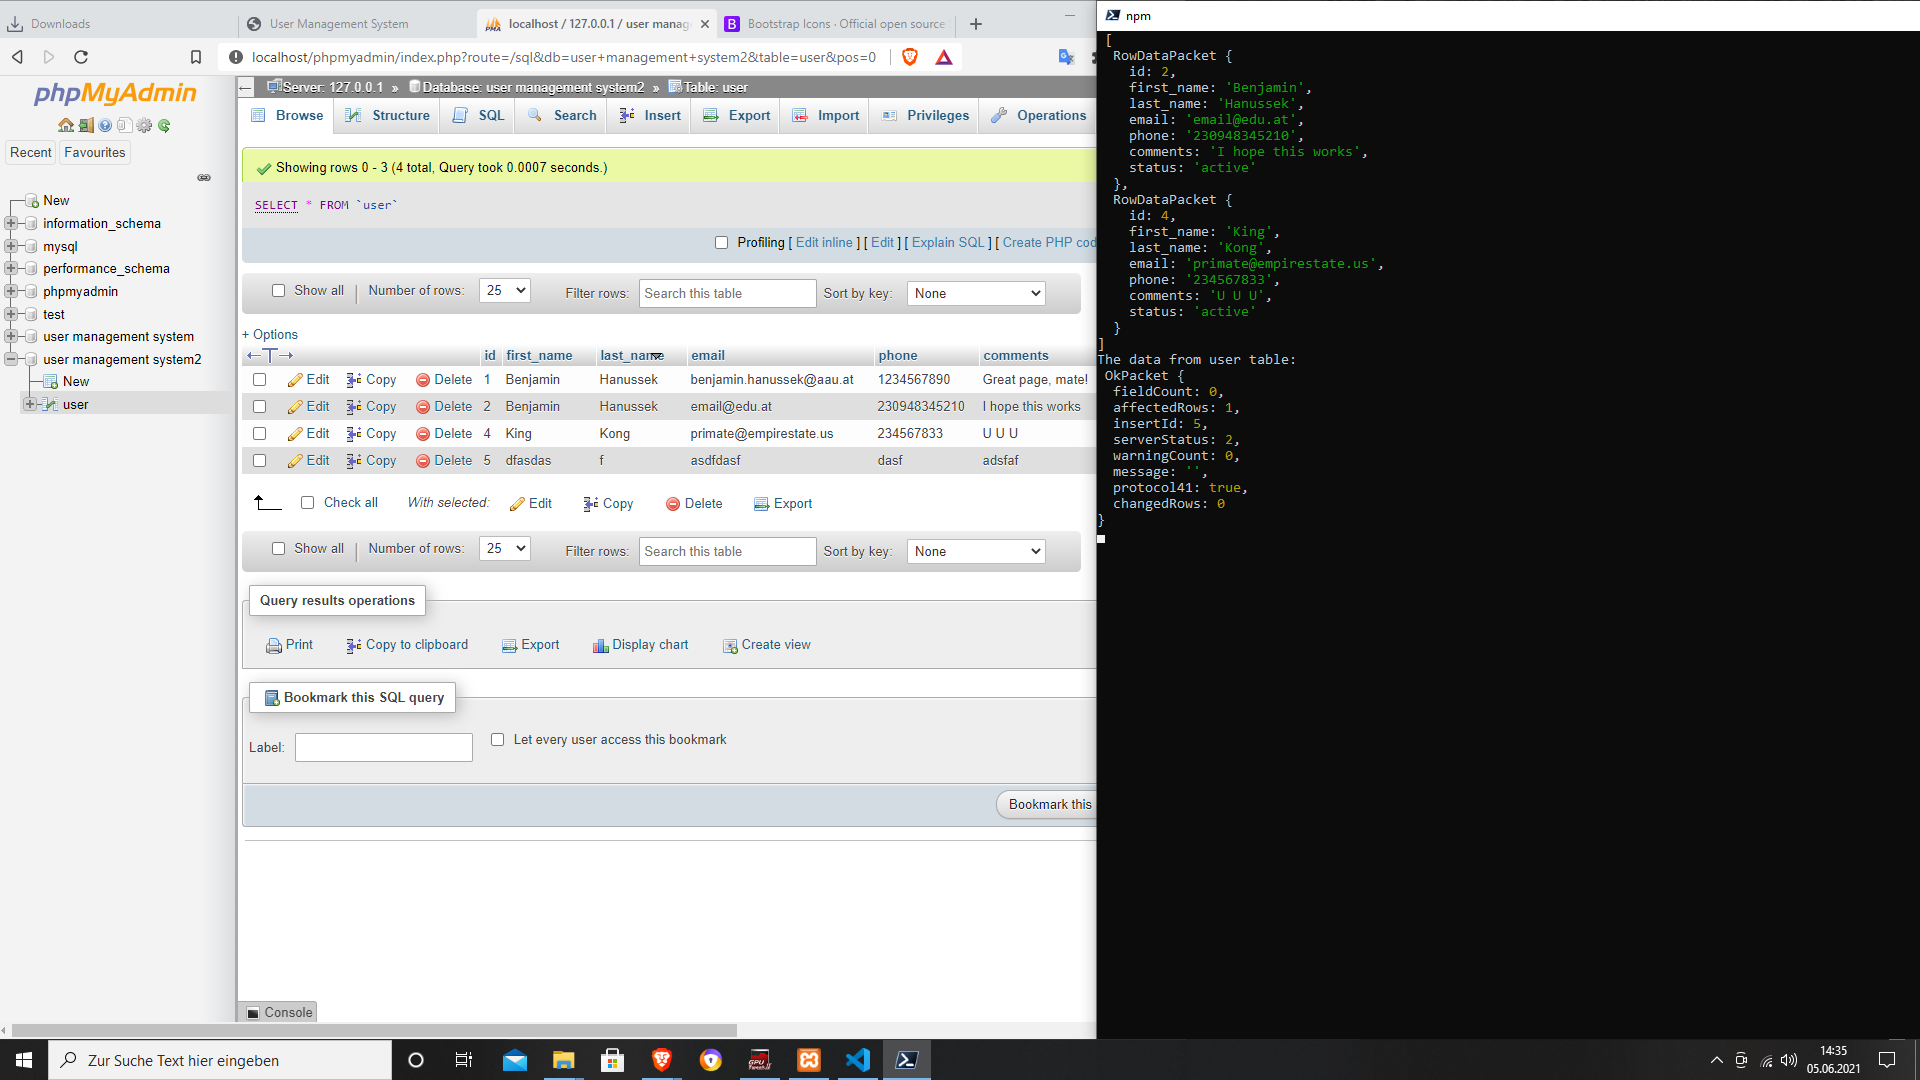 Downloads
User Management System
localhost / 127.0.0.1 / user manag
Bootstrap Icons · Official open source
localhost/phpmyadmin/index.php?route=/sql&db=user+management+system2&table=user&pos=0
phpMyAdmin
Recent
Favourites
New
information_schema
mysql
performance_schema
phpmyadmin
test
user management system
user management system2
New
user
Server: 127.0.0.1 » Database: user management system2 » Table: user
Browse
Structure
SQL
Search
Insert
Export
Import
Privileges
Operations
Showing rows 0 - 3 (4 total, Query took 0.0007 seconds.)
SELECT * FROM `user`
Profiling [ Edit inline ] [ Edit ] [ Explain SQL ] [ Create PHP cod
Show all | Number of rows: 25 Filter rows: Search this table Sort by key: None
+ Options
id first_name last_name email phone comments
Edit Copy Delete 1 Benjamin Hanussek benjamin.hanussek@aau.at 1234567890 Great page, mate!
Edit Copy Delete 2 Benjamin Hanussek email@edu.at 230948345210 I hope this works
Edit Copy Delete 4 King Kong primate@empirestate.us 234567833 U U U
Edit Copy Delete 5 dfasdas f asdfdasf dasf adsfaf
Check all With selected: Edit Copy Delete Export
Show all | Number of rows: 25 Filter rows: Search this table Sort by key: None
Query results operations
Print Copy to clipboard Export Display chart Create view
Bookmark this SQL query
Label:
Let every user access this bookmark
Bookmark this
Console
npm
[
RowDataPacket {
id: 2,
first_name: 'Benjamin',
last_name: 'Hanussek',
email: 'email@edu.at',
phone: '230948345210',
comments: 'I hope this works',
status: 'active'
},
RowDataPacket {
id: 4,
first_name: 'King',
last_name: 'Kong',
email: 'primate@empirestate.us',
phone: '234567833',
comments: 'U U U',
status: 'active'
}
]
The data from user table:
OkPacket {
fieldCount: 0,
affectedRows: 1,
insertId: 5,
serverStatus: 2,
warningCount: 0,
message: '',
protocol41: true,
changedRows: 0
}
Zur Suche Text hier eingeben
14:35
05.06.2021